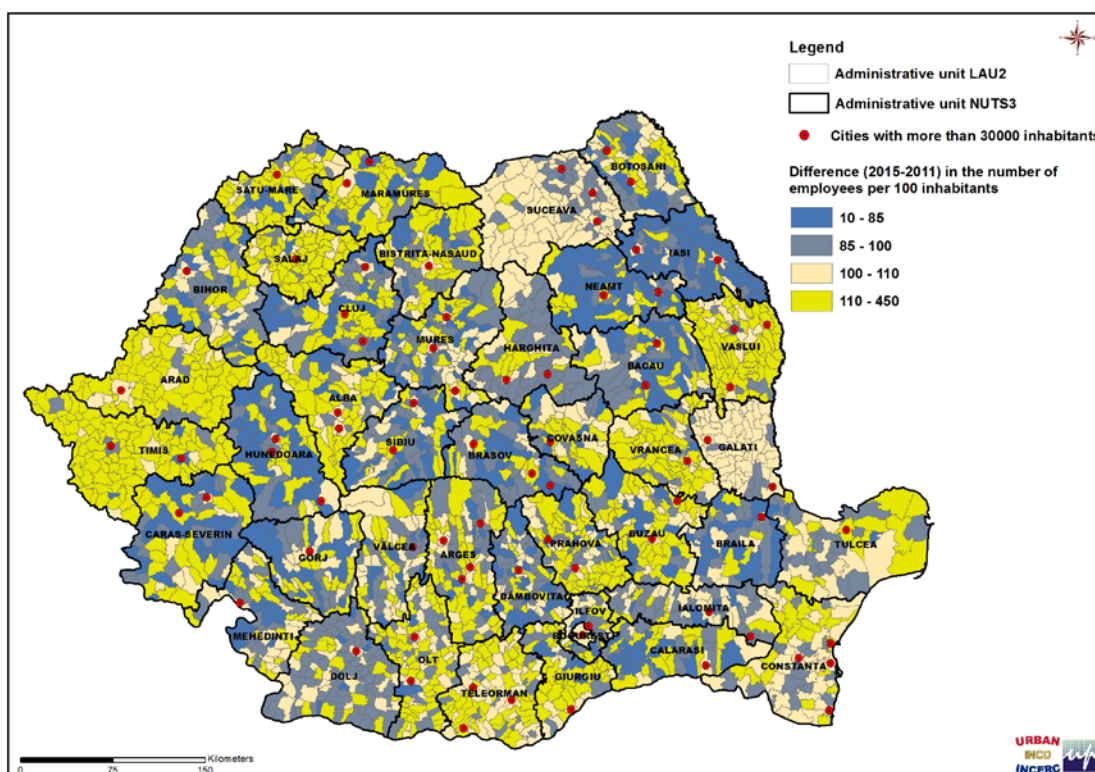 Legend
Administrative unit LAU2
Administrative unit NUTS3
Cities with more than 30000 inhabitants
Difference (2015-2011) in the number of
employees per 100 inhabitants
10 - 85
85 - 100
100 - 110
110 - 450
BOTOSANI
SATU-MARE
MARAMURES
SUCEAVA
IASI
SALAJ
BISTRITA-NASAUD
NEAMT
BIHOR
CLUJ
MURES
HARGHITA
VASLUI
BACAU
ARAD
ALBA
SIBIU
COVASNA
BRASOV
VRANCEA
GALATI
TIMIS
HUNEDOARA
CARAS-SEVERIN
GORJ
VALCEA
ARGES
PRAHOVA
BUZAU
BRAILA
TULCEA
DAMBOVITA
ILFOV
IALOMITA
BUCURESTI
MEHEDINTI
CALARASI
CONSTANTA
OLT
DOLJ
TELEORMAN
GIURGIU
Kilometers
0 75 150
URBAN
INCD
INCERC
up